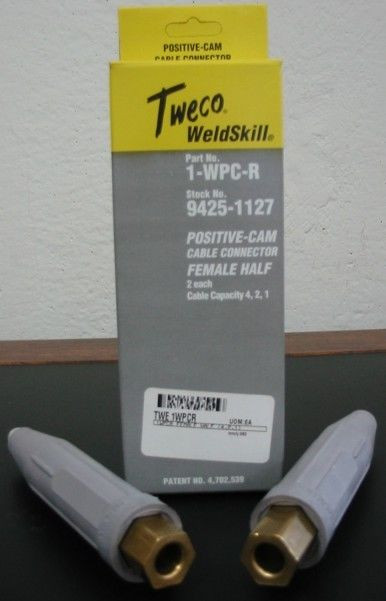 POSITIVE-CAM
CABLE CONNECTOR
Tweco®
WeldSkill®
Part No.
1-WPC-R
Stock No.
9425-1127
POSITIVE-CAM
CABLE CONNECTOR
FEMALE HALF
2 each
Cable Capacity 4, 2, 1
TWE 1WPCR
UOM:EA
PATENT NO. 4,702,539